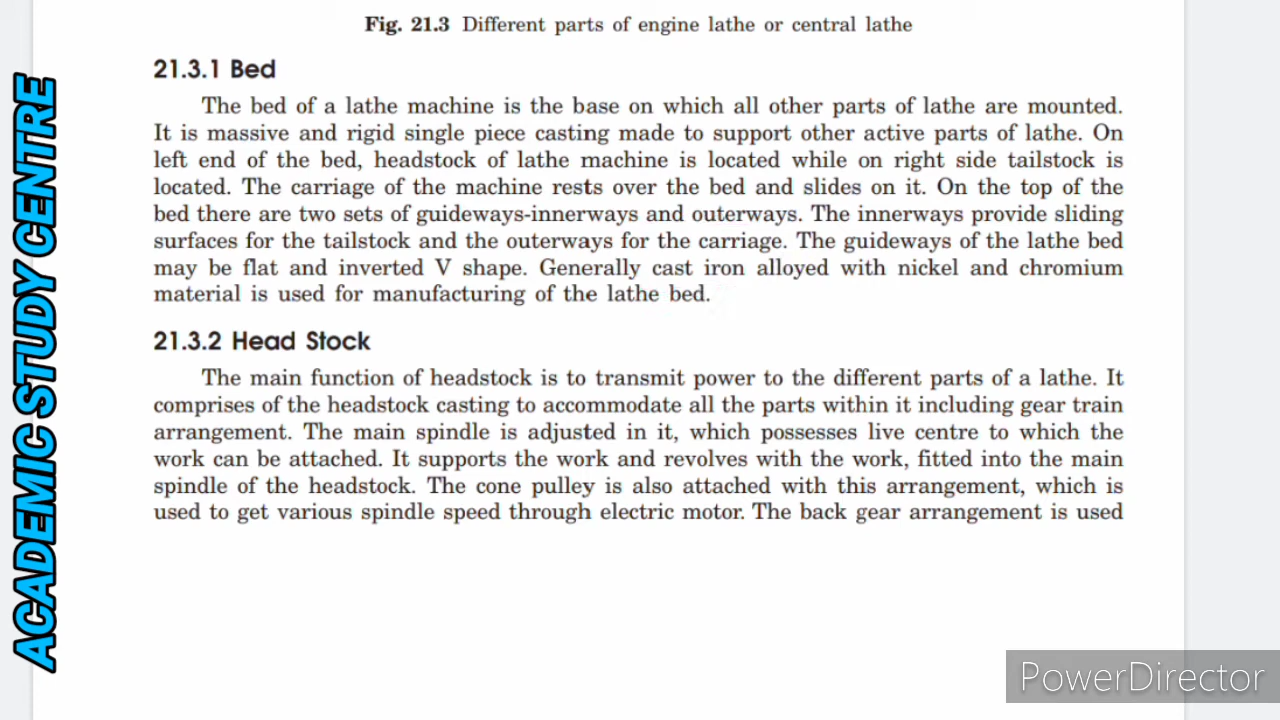 Fig. 21.3 Different parts of engine lathe or central lathe
21.3.1 Bed
The bed of a lathe machine is the base on which all other parts of lathe are mounted.
It is massive and rigid single piece casting made to support other active parts of lathe. On
left end of the bed, headstock of lathe machine is located while on right side tailstock is
located. The carriage of the machine rests over the bed and slides on it. On the top of the
bed there are two sets of guideways-innerways and outerways. The innerways provide sliding
surfaces for the tailstock and the outerways for the carriage. The guideways of the lathe bed
may be flat and inverted V shape. Generally cast iron alloyed with nickel and chromium
material is used for manufacturing of the lathe bed.
21.3.2 Head Stock
The main function of headstock is to transmit power to the different parts of a lathe. It
comprises of the headstock casting to accommodate all the parts within it including gear train
arrangement. The main spindle is adjusted in it, which possesses live centre to which the
work can be attached. It supports the work and revolves with the work, fitted into the main
spindle of the headstock. The cone pulley is also attached with this arrangement, which is
used to get various spindle speed through electric motor. The back gear arrangement is used
ACADEMIC STUDY CENTRE
PowerDirector